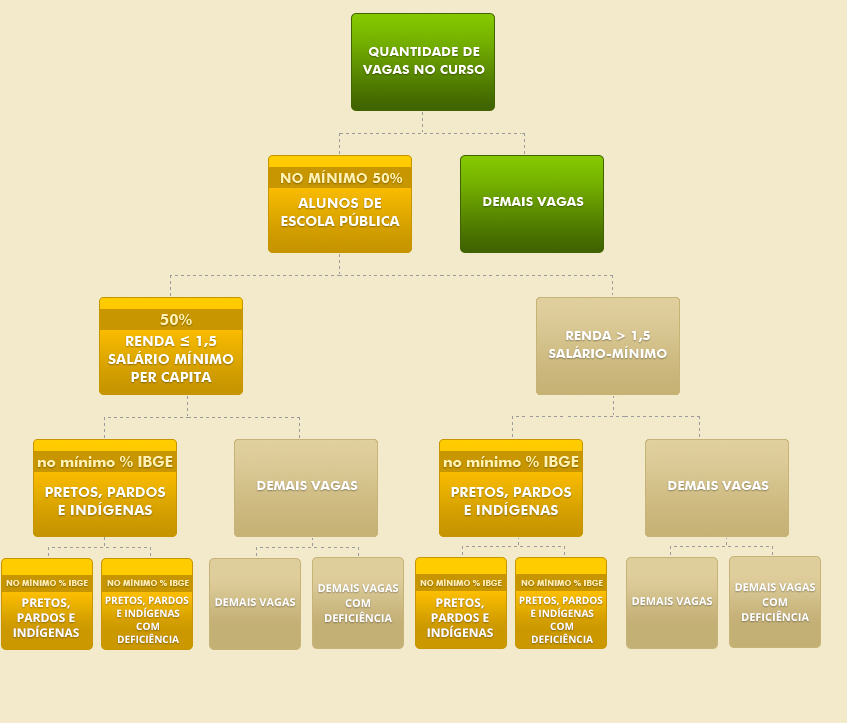 QUANTIDADE DE
VAGAS NO CURSO
NO MÍNIMO 50%
ALUNOS DE
ESCOLA PÚBLICA
DEMAIS VAGAS
50%
RENDA ≤ 1,5
SALÁRIO MÍNIMO
PER CAPITA
RENDA > 1,5
SALÁRIO-MÍNIMO
no mínimo % IBGE
PRETOS, PARDOS
E INDÍGENAS
DEMAIS VAGAS
no mínimo % IBGE
PRETOS, PARDOS
E INDÍGENAS
DEMAIS VAGAS
NO MÍNIMO % IBGE
PRETOS,
PARDOS E
INDÍGENAS
NO MÍNIMO % IBGE
PRETOS, PARDOS
E INDÍGENAS
COM
DEFICIÊNCIA
DEMAIS VAGAS
DEMAIS VAGAS
COM
DEFICIÊNCIA
NO MÍNIMO % IBGE
PRETOS,
PARDOS E
INDÍGENAS
NO MÍNIMO % IBGE
PRETOS, PARDOS
E INDÍGENAS
COM
DEFICIÊNCIA
DEMAIS VAGAS
DEMAIS VAGAS
COM
DEFICIÊNCIA